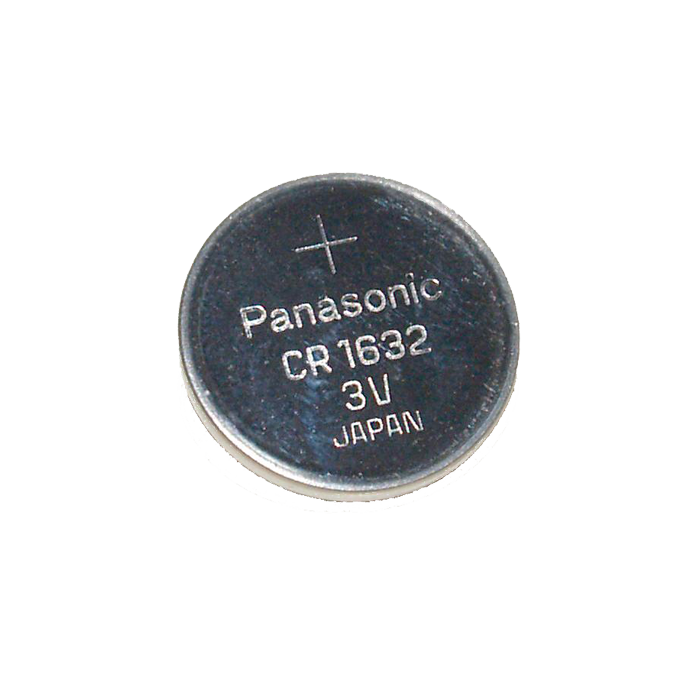 +
Panasonic
CR 1632
3V
JAPAN